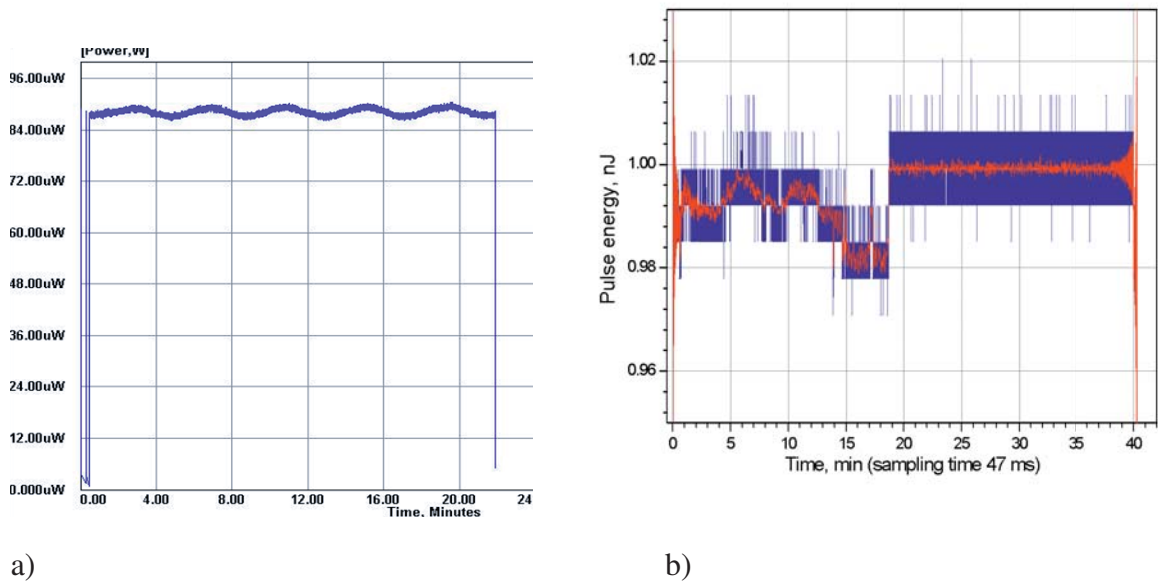 [Power,W]
96.00uW
84.00uW
72.00uW
60.00uW
48.00uW
36.00uW
24.00uW
12.00uW
0.000uW
0.00 4.00 8.00 12.00 16.00 20.00 24
Time. Minutes
a)
Pulse energy, nJ
1.02
1.00
0.98
0.96
0 5 10 15 20 25 30 35 40
Time, min (sampling time 47 ms)
b)